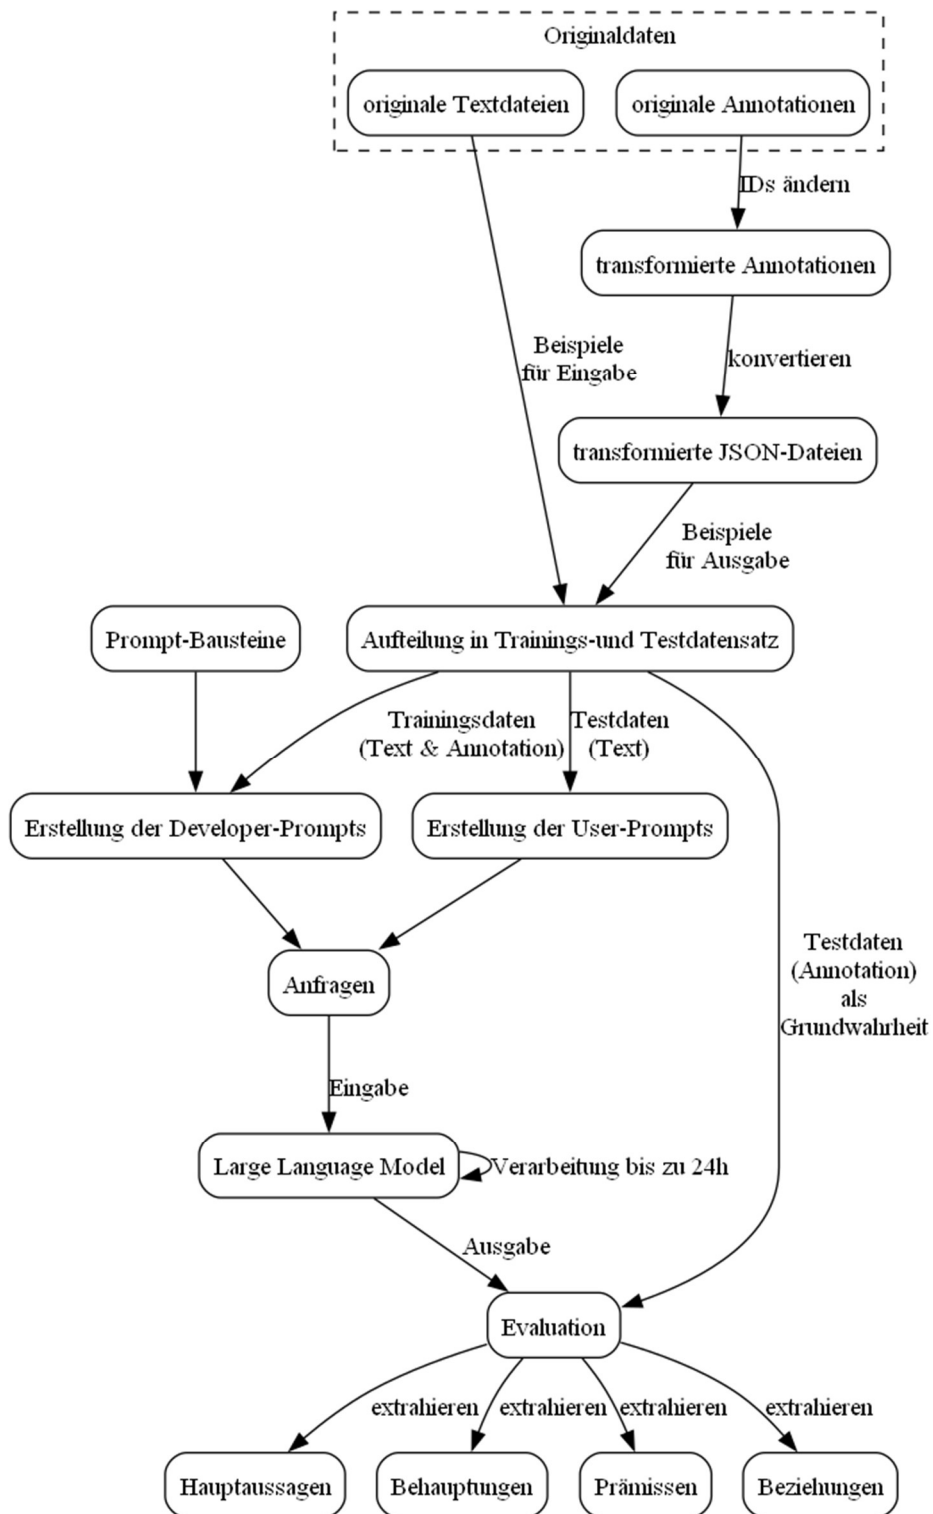 Originaldaten
originale Textdateien
originale Annotationen
IDs ändern
transformierte Annotationen
Beispiele
für Eingabe
konvertieren
transformierte JSON-Dateien
Beispiele
für Ausgabe
Prompt-Bausteine
Aufteilung in Trainings-und Testdatensatz
Trainingsdaten
(Text & Annotation)
Testdaten
(Text)
Erstellung der Developer-Prompts
Erstellung der User-Prompts
Testdaten
(Annotation)
als
Grundwahrheit
Anfragen
Eingabe
Large Language Model
Verarbeitung bis zu 24h
Ausgabe
Evaluation
extrahieren
extrahieren
extrahieren
extrahieren
Hauptaussagen
Behauptungen
Prämissen
Beziehungen